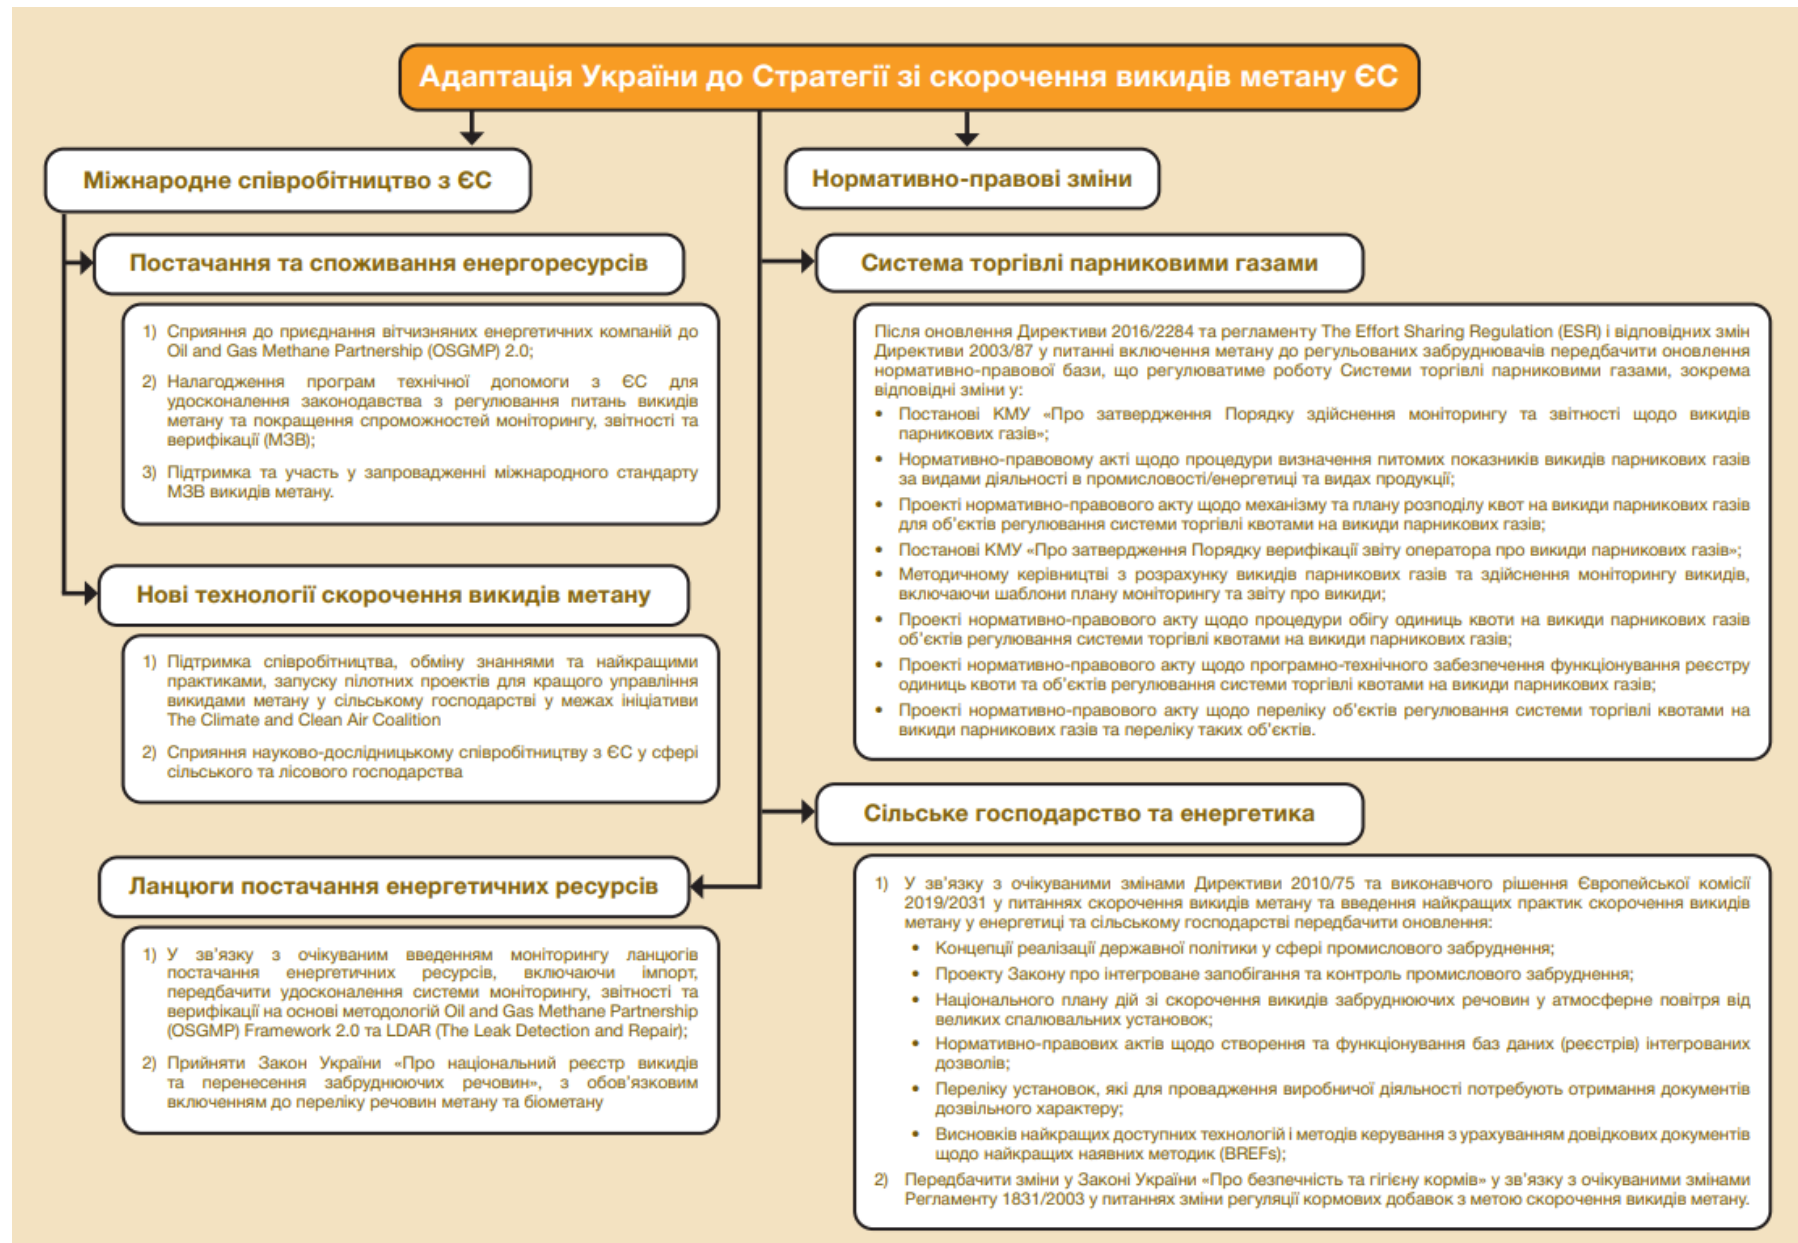 Адаптація України до Стратегії зі скорочення викидів метану ЄС
Міжнародне співробітництво з ЄС
Постачання та споживання енергоресурсів
1) Сприяння до приєднання вітчизняних енергетичних компаній до
Oil and Gas Methane Partnership (OSGMP) 2.0;
2) Налагодження програм технічної допомоги з ЄС для
удосконалення законодавства з регулювання питань викидів
метану та покращення спроможностей моніторингу, звітності та
верифікації (МЗВ);
3) Підтримка та участь у запровадженні міжнародного стандарту
МЗВ викидів метану.
Нові технології скорочення викидів метану
1) Підтримка співробітництва, обміну знаннями та найкращими
практиками, запуску пілотних проектів для кращого управління
викидами метану у сільському господарстві у межах ініціативи
The Climate and Clean Air Coalition
2) Сприяння науково-дослідницькому співробітництву з ЄС у сфері
сільського та лісового господарства
Ланцюги постачання енергетичних ресурсів
1) У зв’язку з очікуваним введенням моніторингу ланцюгів
постачання енергетичних ресурсів, включаючи імпорт,
передбачити удосконалення системи моніторингу, звітності та
верифікації на основі методологій Oil and Gas Methane Partnership
(OSGMP) Framework 2.0 та LDAR (The Leak Detection and Repair);
2) Прийняти Закон України «Про національний реєстр викидів
та перенесення забруднюючих речовин», з обов’язковим
включенням до переліку речовин метану та біометану
Нормативно-правові зміни
Система торгівлі парниковими газами
Після оновлення Директиви 2016/2284 та регламенту The Effort Sharing Regulation (ESR) і відповідних змін
Директиви 2003/87 у питанні включення метану до регульованих забруднювачів передбачити оновлення
нормативно-правової бази, що регулюватиме роботу Системи торгівлі парниковими газами, зокрема
відповідні зміни у:
• Постанові КМУ «Про затвердження Порядку здійснення моніторингу та звітності щодо викидів
парникових газів»;
• Нормативно-правовому акті щодо процедури визначення питомих показників викидів парникових газів
за видами діяльності в промисловості/енергетиці та видах продукції;
• Проекті нормативно-правового акту щодо механізму та плану розподілу квот на викиди парникових газів
для об’єктів регулювання системи торгівлі квотами на викиди парникових газів;
• Постанові КМУ «Про затвердження Порядку верифікації звіту оператора про викиди парникових газів»;
• Методичному керівництві з розрахунку викидів парникових газів та здійснення моніторингу викидів,
включаючи шаблони плану моніторингу та звіту про викиди;
• Проекті нормативно-правового акту щодо процедури обігу одиниць квоти на викиди парникових газів
об’єктів регулювання системи торгівлі квотами на викиди парникових газів;
• Проекті нормативно-правового акту щодо програмно-технічного забезпечення функціонування реєстру
одиниць квоти та об’єктів регулювання системи торгівлі квотами на викиди парникових газів;
• Проекті нормативно-правового акту щодо переліку об’єктів регулювання системи торгівлі квотами на
викиди парникових газів та переліку таких об’єктів.
Сільське господарство та енергетика
1) У зв’язку з очікуваними змінами Директиви 2010/75 та виконавчого рішення Європейської комісії
2019/2031 у питаннях скорочення викидів метану та введення найкращих практик скорочення викидів
метану у енергетиці та сільському господарстві передбачити оновлення:
• Концепції реалізації державної політики у сфері промислового забруднення;
• Проекту Закону про інтегроване запобігання та контроль промислового забруднення;
• Національного плану дій зі скорочення викидів забруднюючих речовин у атмосферне повітря від
великих спалювальних установок;
• Нормативно-правових актів щодо створення та функціонування баз даних (реєстрів) інтегрованих
дозволів;
• Переліку установок, які для провадження виробничої діяльності потребують отримання документів
дозвільного характеру;
• Висновків найкращих доступних технологій і методів керування з урахуванням довідкових документів
щодо найкращих наявних методик (BREFs);
2) Передбачити зміни у Законі України «Про безпечність та гігієну кормів» у зв’язку з очікуваними змінами
Регламенту 1831/2003 у питаннях зміни регуляції кормових добавок з метою скорочення викидів метану.